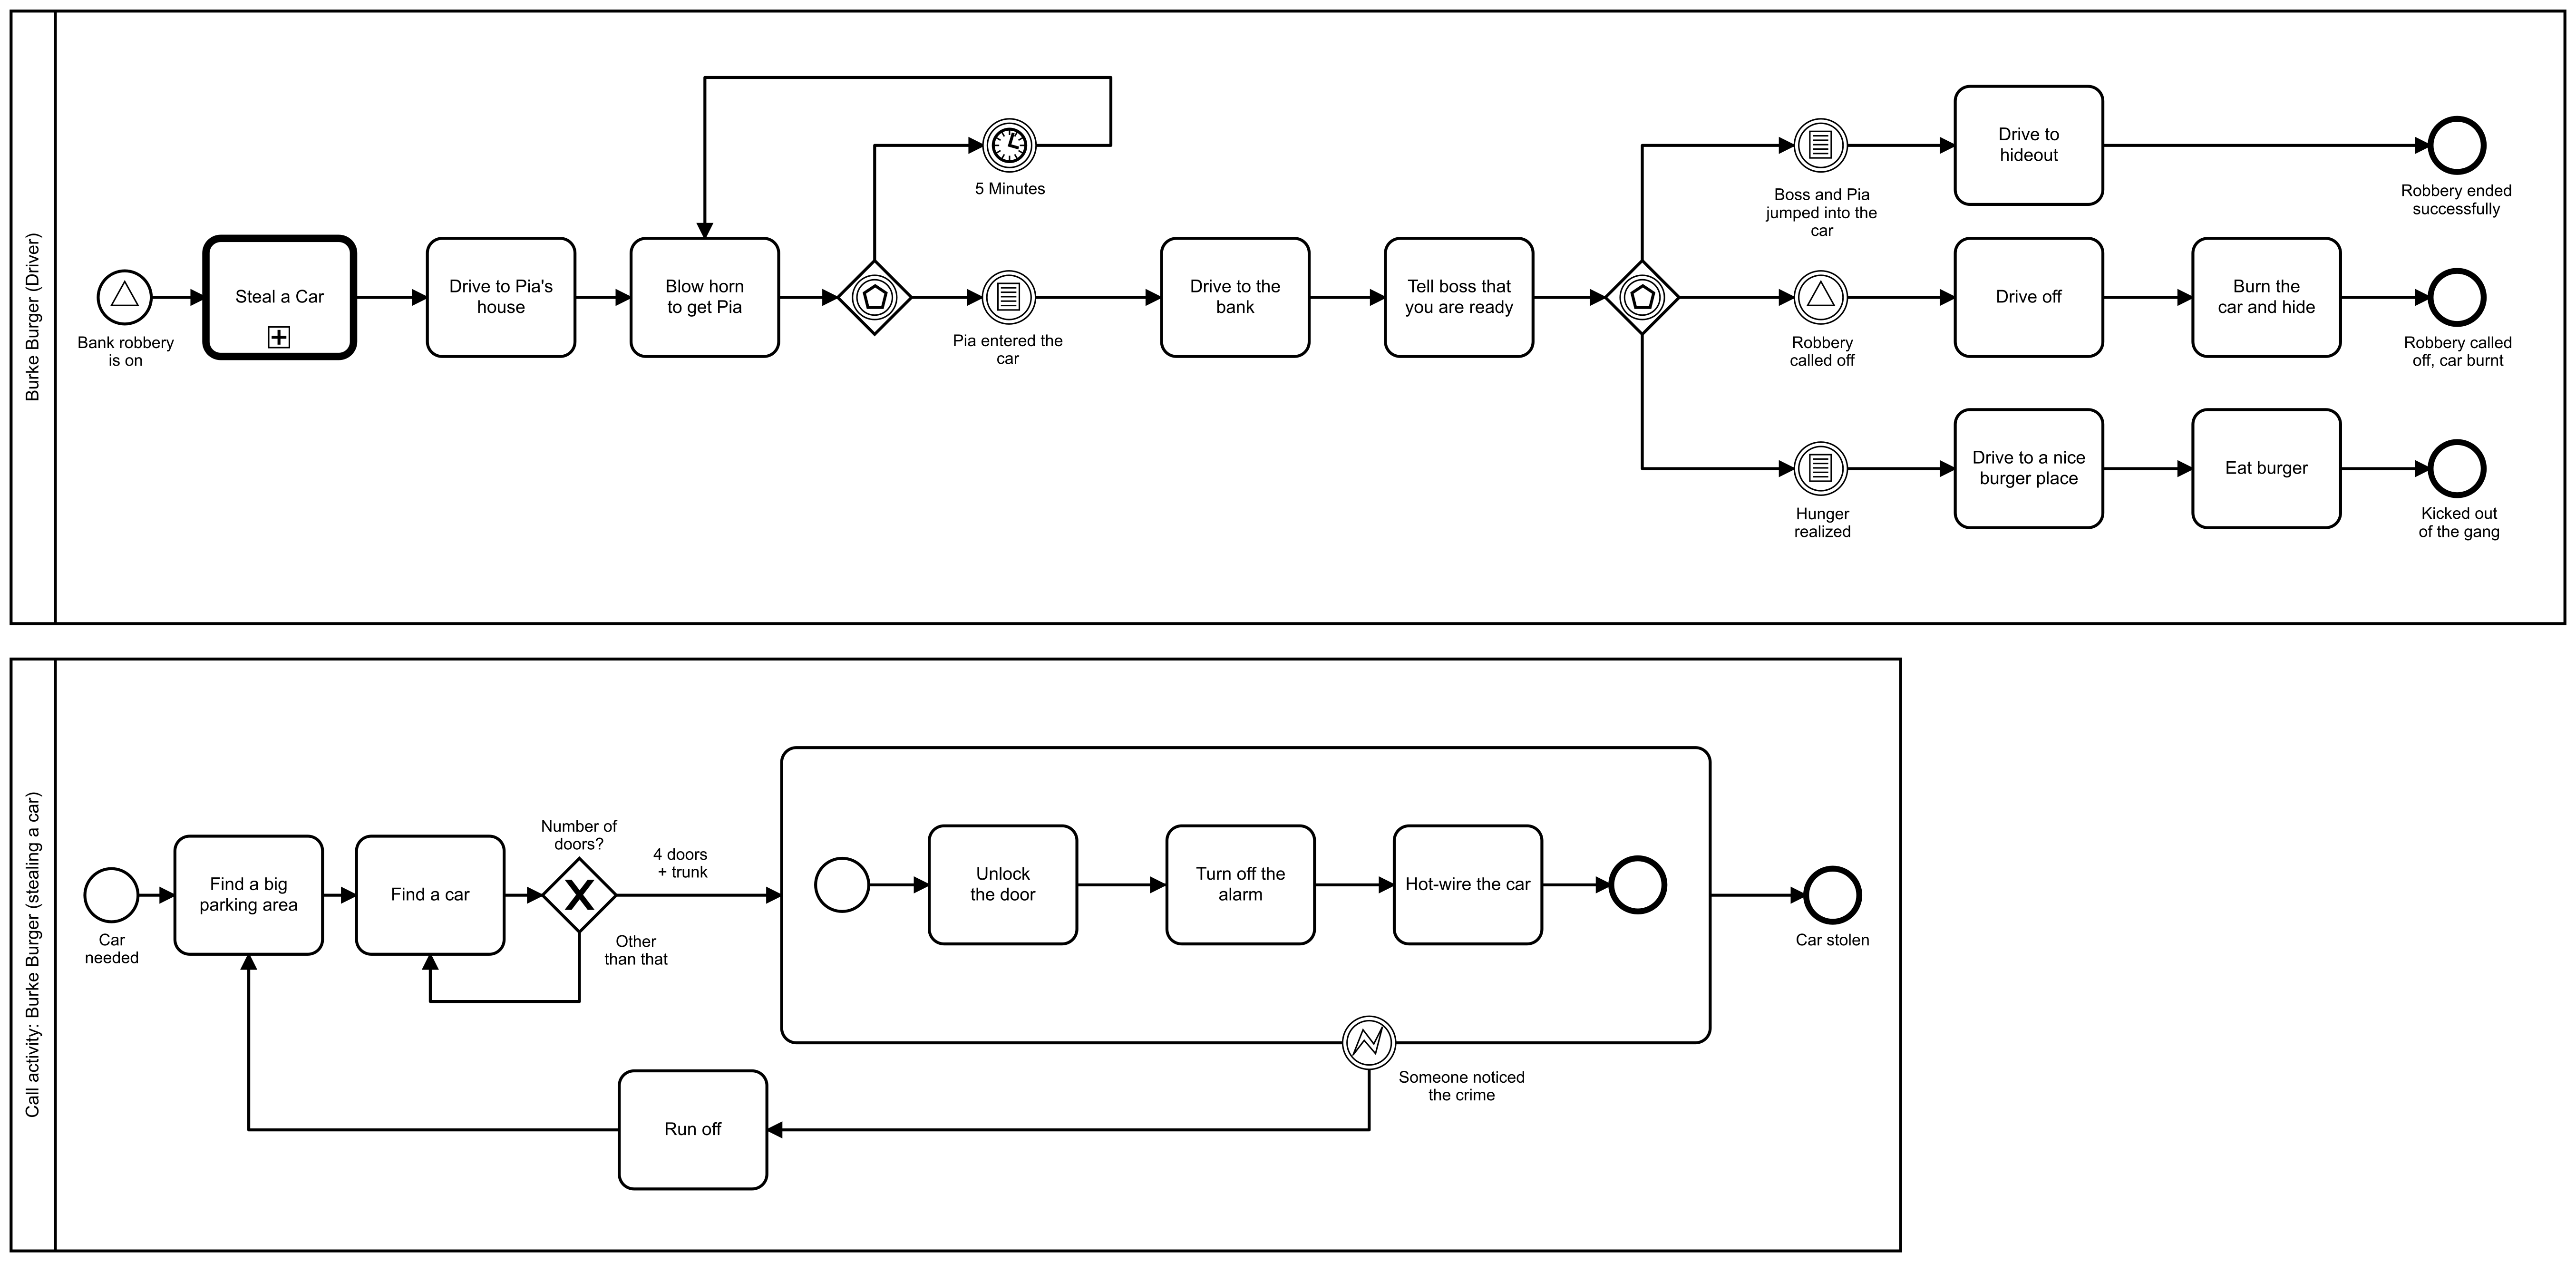 Burke Burger (Driver)
Bank robbery
is on
Steal a Car
Drive to Pia's
house
Blow horn
to get Pia
5 Minutes
Pia entered the
car
Drive to the
bank
Tell boss that
you are ready
Boss and Pia
jumped into the
car
Drive to
hideout
Robbery ended
successfully
Robbery
called off
Drive off
Burn the
car and hide
Robbery called
off, car burnt
Hunger
realized
Drive to a nice
burger place
Eat burger
Kicked out
of the gang
Call activity: Burke Burger (stealing a car)
Car
needed
Find a big
parking area
Find a car
Number of
doors?
4 doors
+ trunk
Other
than that
Unlock
the door
Turn off the
alarm
Hot-wire the car
Car stolen
Someone noticed
the crime
Run off